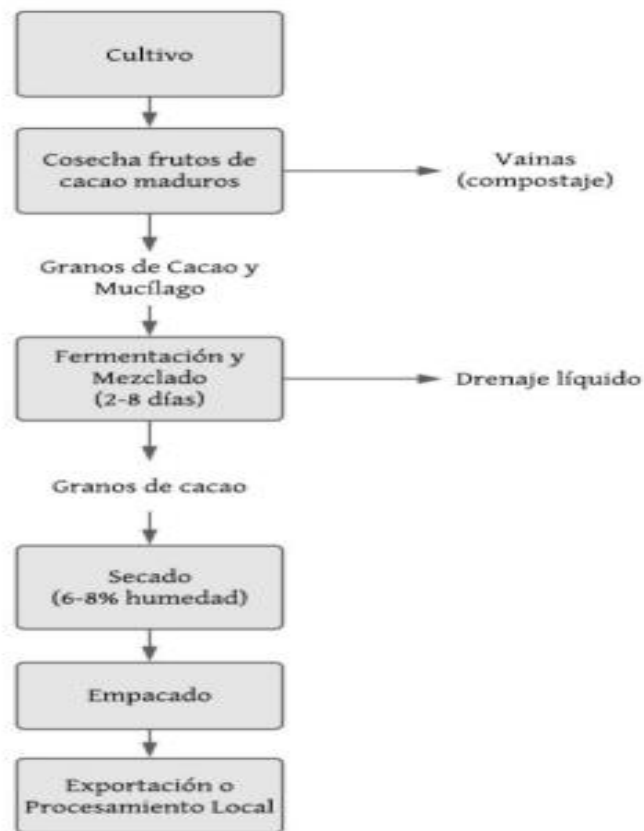 Cultivo
Cosecha frutos de
cacao maduros
Vainas
(compostaje)
Granos de Cacao y
Mucílago
Fermentación y
Mezclado
(2-8 días)
Drenaje líquido
Granos de cacao
Secado
(6-8% humedad)
Empacado
Exportación o
Procesamiento Local